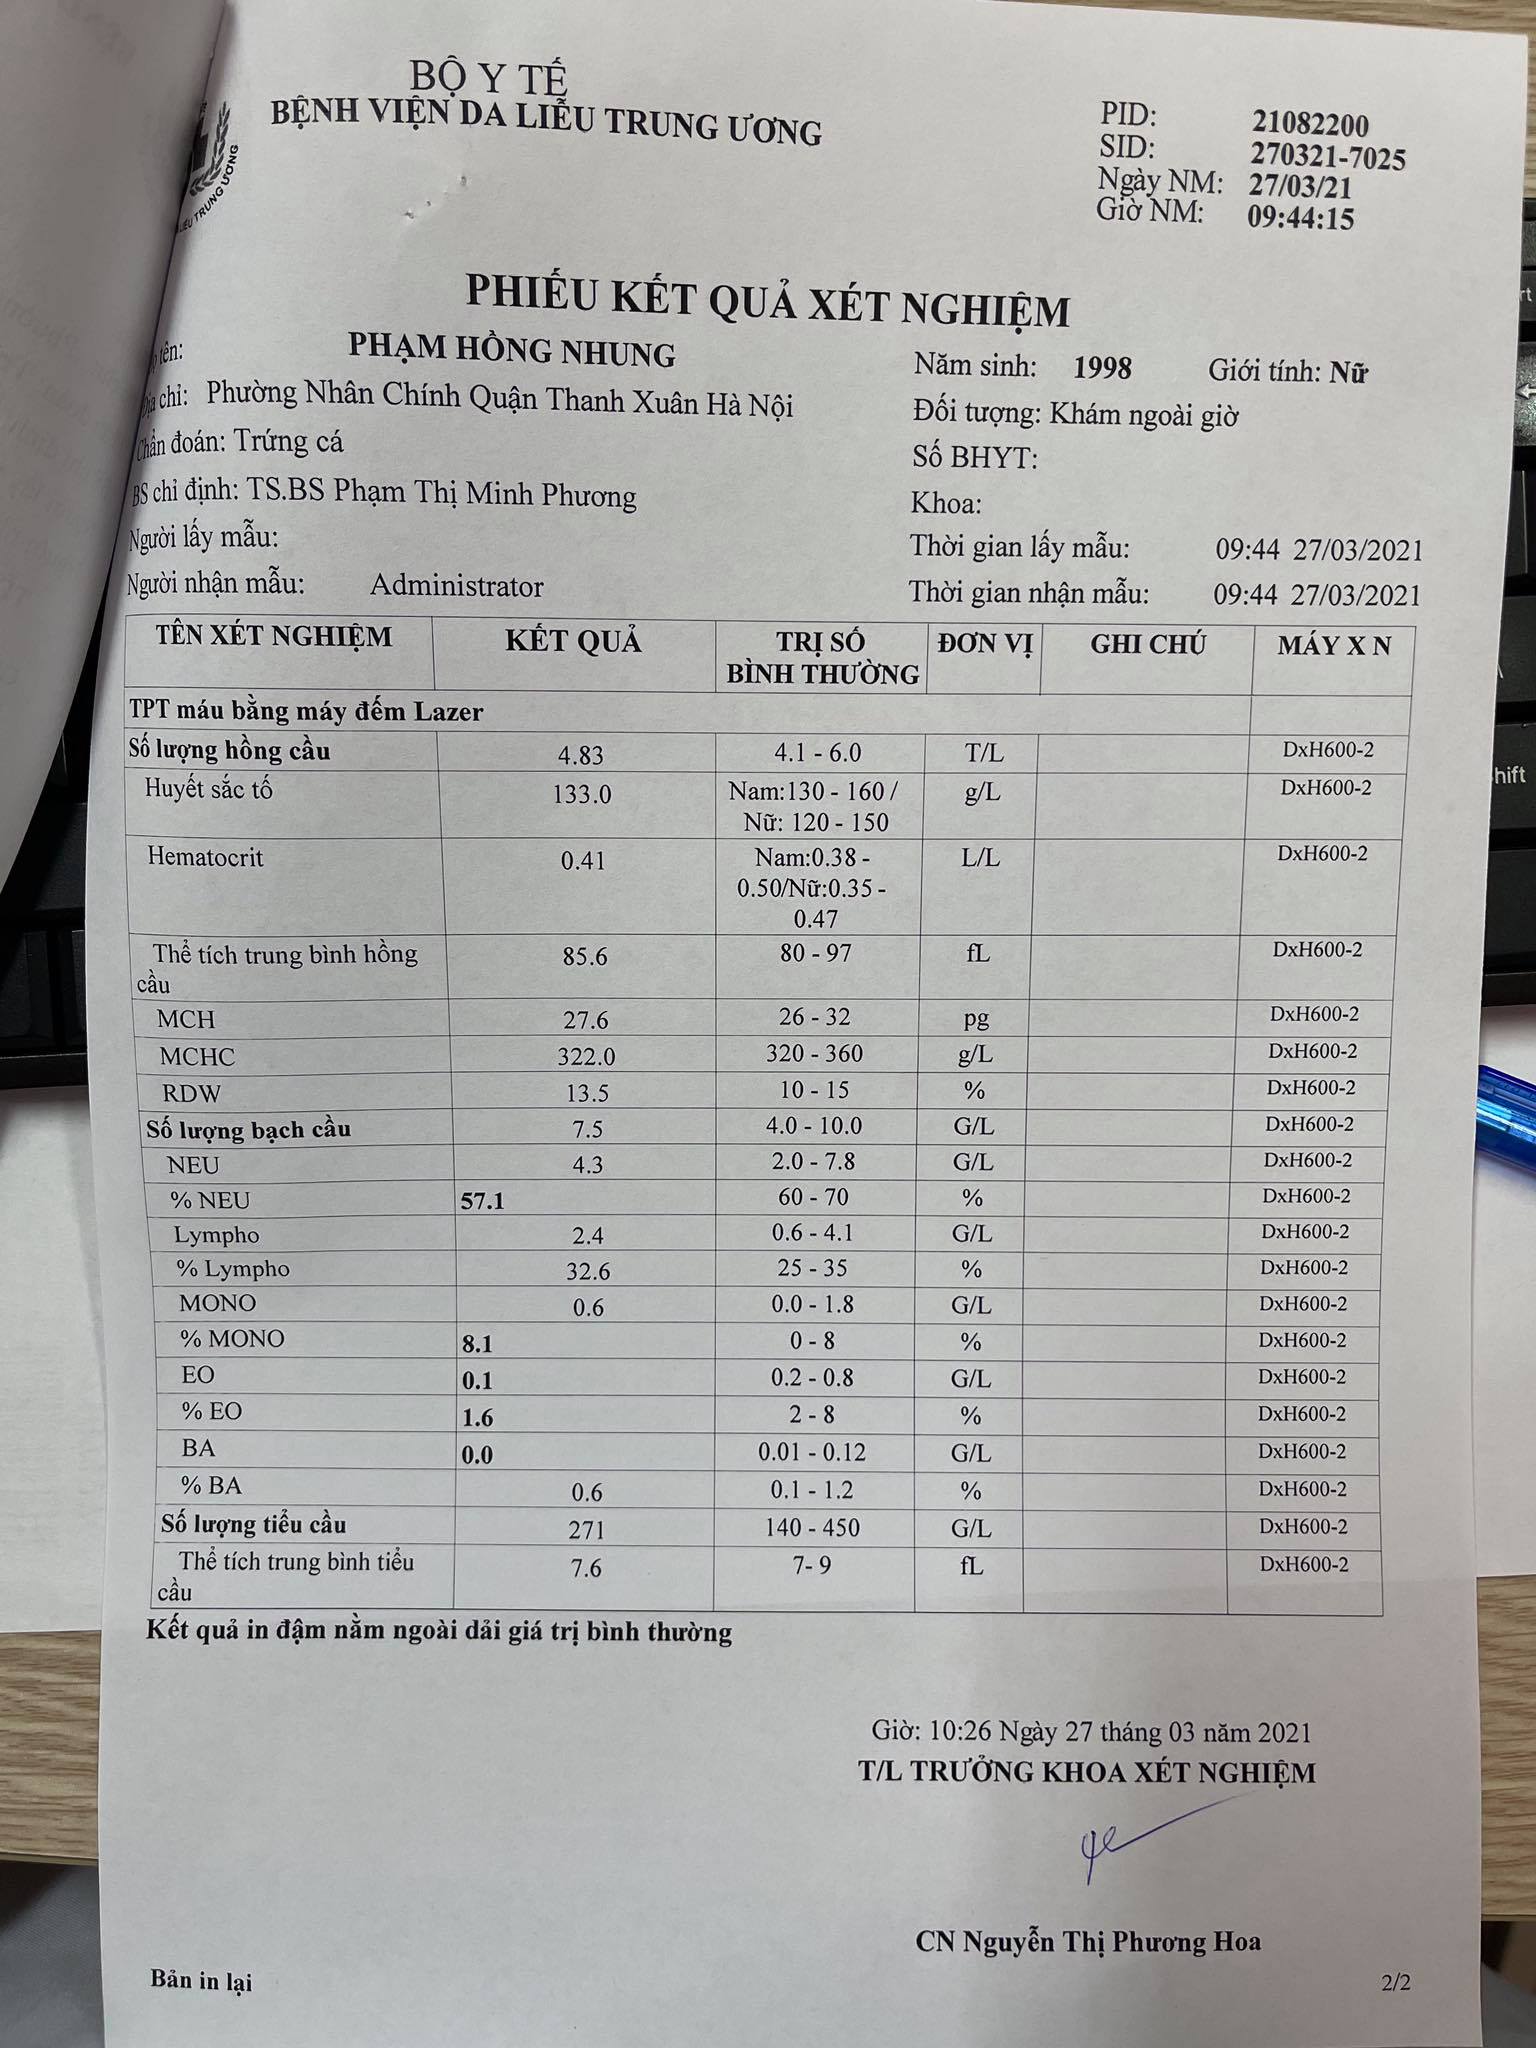 BỘ Y TẾ
BỆNH VIỆN DA LIỄU TRUNG ƯƠNG
LIỄU TRUNG ƯƠNG
PID: 21082200
SID: 270321-7025
Ngày NM: 27/03/21
Giờ NM: 09:44:15
PHIẾU KẾT QUẢ XÉT NGHIỆM
tên: PHẠM HỒNG NHUNG Năm sinh: 1998 Giới tính: Nữ
chỉ: Phường Nhân Chính Quận Thanh Xuân Hà Nội Đối tượng: Khám ngoài giờ
Chẩn đoán: Trứng cá Số BHYT:
BS chỉ định: TS.BS Phạm Thị Minh Phương Khoa:
Người lấy mẫu: Thời gian lấy mẫu: 09:44 27/03/2021
Người nhận mẫu: Administrator Thời gian nhận mẫu: 09:44 27/03/2021
TÊN XÉT NGHIỆM KẾT QUẢ TRỊ SỐ BÌNH THƯỜNG ĐƠN VỊ GHI CHÚ MÁY X N
TPT máu bằng máy đếm Lazer
Số lượng hồng cầu 4.83 4.1 - 6.0 T/L DxH600-2
Huyết sắc tố 133.0 Nam:130 - 160 / g/L DxH600-2
Nữ: 120 - 150
Hematocrit 0.41 Nam:0.38 - L/L DxH600-2
0.50/Nữ:0.35 -
0.47
Thể tích trung bình hồng 85.6 80 - 97 fL DxH600-2
cầu
MCH 27.6 26 - 32 pg DxH600-2
MCHC 322.0 320 - 360 g/L DxH600-2
RDW 13.5 10 - 15 % DxH600-2
Số lượng bạch cầu 7.5 4.0 - 10.0 G/L DxH600-2
NEU 4.3 2.0 - 7.8 G/L DxH600-2
% NEU 57.1 60 - 70 % DxH600-2
Lympho 2.4 0.6 - 4.1 G/L DxH600-2
% Lympho 32.6 25 - 35 % DxH600-2
MONO 0.6 0.0 - 1.8 G/L DxH600-2
% MONO 8.1 0 - 8 % DxH600-2
EO 0.1 0.2 - 0.8 G/L DxH600-2
% EO 1.6 2 - 8 % DxH600-2
BA 0.0 0.01 - 0.12 G/L DxH600-2
% BA 0.6 0.1 - 1.2 % DxH600-2
Số lượng tiểu cầu 271 140 - 450 G/L DxH600-2
Thể tích trung bình tiểu 7.6 7- 9 fL DxH600-2
cầu
Kết quả in đậm nằm ngoài dải giá trị bình thường
Giờ: 10:26 Ngày 27 tháng 03 năm 2021
T/L TRƯỞNG KHOA XÉT NGHIỆM
CN Nguyễn Thị Phương Hoa
Bản in lại 2/2